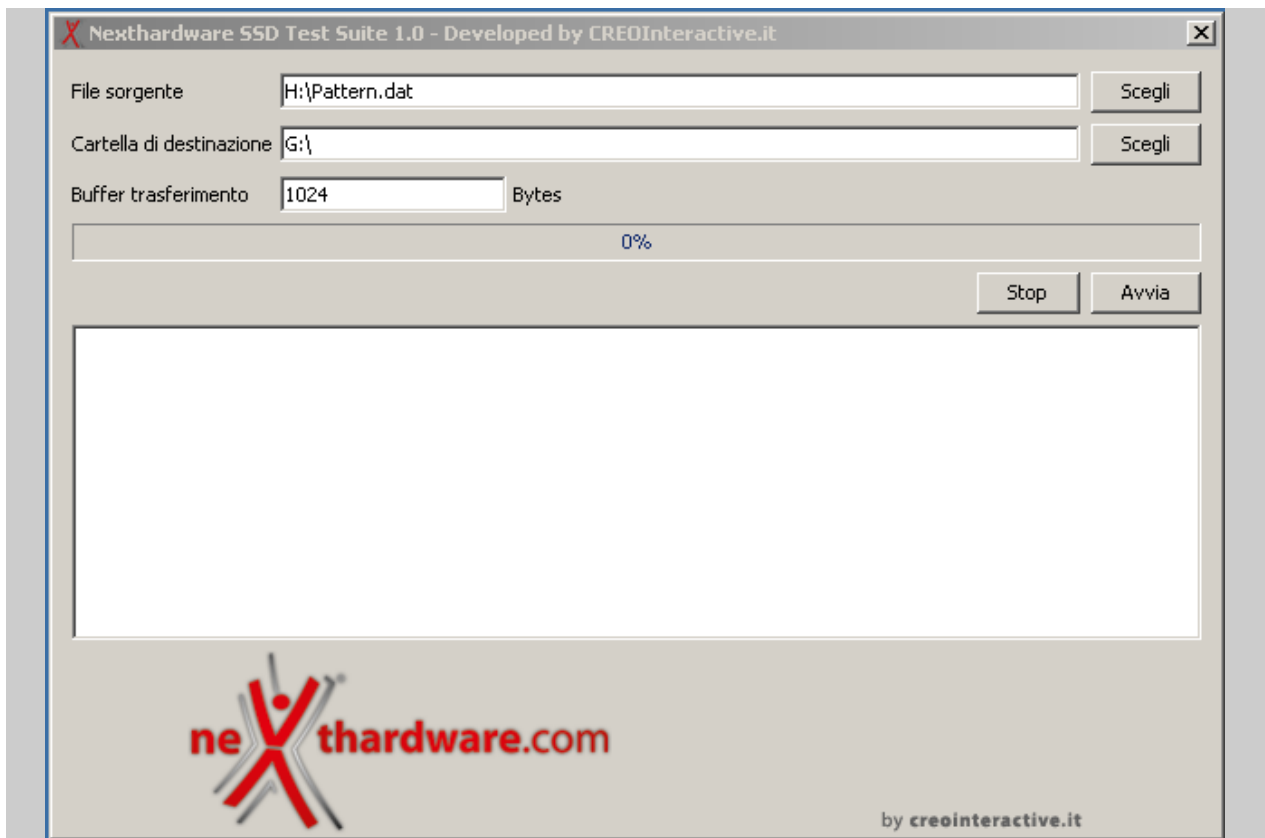 Nexthardware SSD Test Suite 1.0 - Developed by CREOInteractive.it
File sorgente H:\Pattern.dat Scegli
Cartella di destinazione G:\ Scegli
Buffer trasferimento 1024 Bytes
0%
Stop Avvia
nexthardware.com
by creointeractive.it